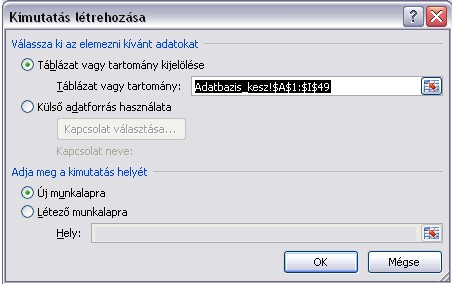 Kimutatás létrehozása
Válassza ki az elemezni kívánt adatokat
Táblázat vagy tartomány kijelölése
Táblázat vagy tartomány: Adatbazis_kesz!$A$1:$I$49
Külső adatforrás használata
Kapcsolat választása...
Kapcsolat neve:
Adja meg a kimutatás helyét
Új munkalapra
Létező munkalapra
Hely:
OK Mégse